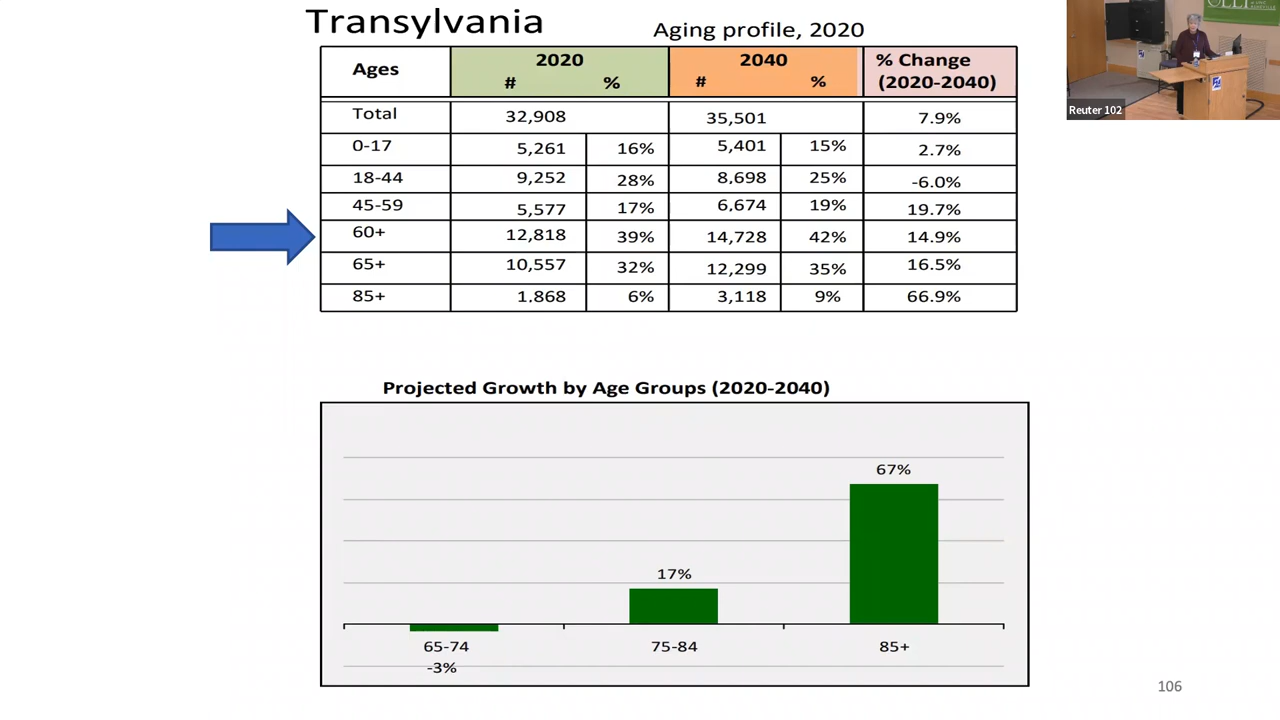 Transylvania
Aging profile, 2020
Ages 2020 # % 2040 # % % Change (2020-2040)
Total 32,908 35,501 7.9%
0-17 5,261 16% 5,401 15% 2.7%
18-44 9,252 28% 8,698 25% -6.0%
45-59 5,577 17% 6,674 19% 19.7%
60+ 12,818 39% 14,728 42% 14.9%
65+ 10,557 32% 12,299 35% 16.5%
85+ 1.868 6% 3,118 9% 66.9%
Projected Growth by Age Groups (2020-2040)
67%
17%
65-74 75-84 85+
-3%
106
Reuter 102